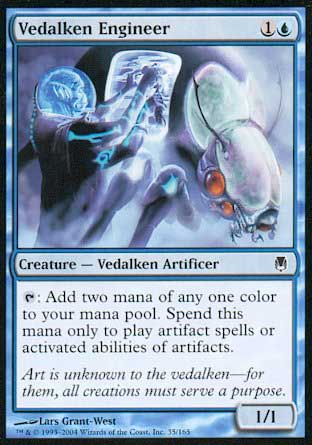 Vedalken Engineer 1
Creature — Vedalken Artificer
: Add two mana of any one color
to your mana pool. Spend this
mana only to play artifact spells or
activated abilities of artifacts.
Art is unknown to the vedalken—for
them, all creations must serve a purpose.
Lars Grant-West
1/1
™ & © 1993–2004 Wizards of the Coast, Inc. 35/165